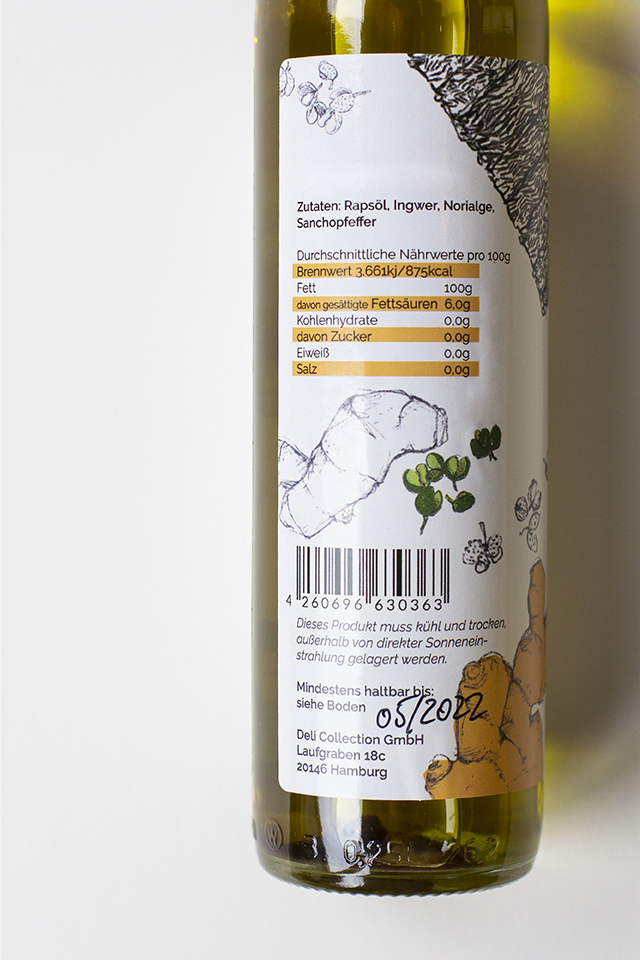 Zutaten: Rapsöl, Ingwer, Norialge,
Sanchopfeffer
Durchschnittliche Nährwerte pro 100g
Brennwert 3.661kj/875kcal
Fett 100g
davon gesättigte Fettsäuren 6,0g
Kohlenhydrate 0,0g
davon Zucker 0,0g
Eiweiß 0,0g
Salz 0,0g
4 260696 630363
Dieses Produkt muss kühl und trocken,
außerhalb von direkter Sonnenein-
strahlung gelagert werden.
Mindestens haltbar bis:
siehe Boden 05/2022
Deli Collection GmbH
Laufgraben 18c
20146 Hamburg
0,25L